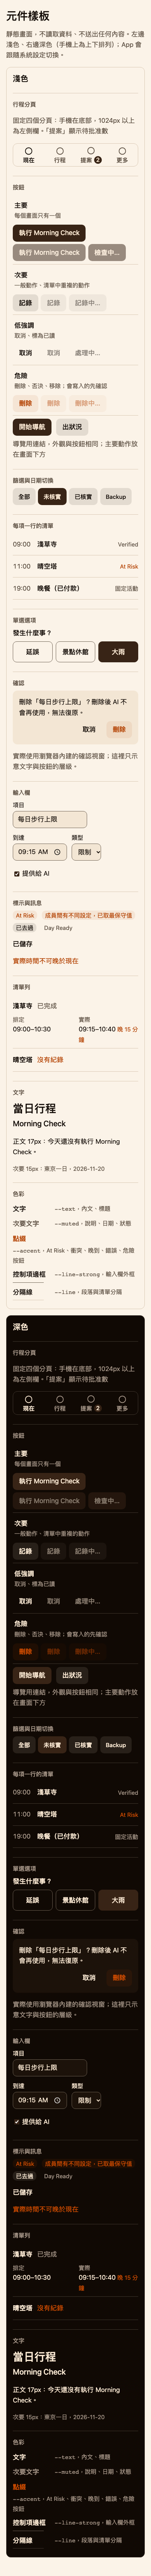 元件樣板
靜態畫面,不讀取資料、不送出任何內容。左邊
淺色、右邊深色(手機為上下排列);App 會
跟隨系統設定切換。
淺色
行程分頁
固定四個分頁:手機在底部,1024px 以上
為左側欄。「提案」顯示待批准數
現在 行程 提案 2 更多
按鈕
主要
每個畫面只有一個
執行 Morning Check
執行 Morning Check 檢查中…
次要
一般動作、清單中重複的動作
記錄 記錄 記錄中…
低強調
取消、標為已讀
取消 取消 處理中…
危險
刪除、否決、移除;會寫入的先確認
刪除 刪除 刪除中…
開始導航 出狀況
導覽用連結,外觀與按鈕相同;主要動作放
在畫面下方
篩選與日期切換
全部 未核實 已核實 Backup
每項一行的清單
09:00 淺草寺 Verified
11:00 晴空塔 At Risk
19:00 晚餐(已付款) 固定活動
單選選項
發生什麼事?
延誤 景點休館 大雨
確認
刪除「每日步行上限」?刪除後 AI 不
會再使用,無法復原。
取消 刪除
實際使用瀏覽器內建的確認視窗;這裡只示
意文字與按鈕的層級。
輸入欄
項目
每日步行上限
到達 類型
09:15 AM 限制
提供給 AI
標示與訊息
At Risk 成員間有不同設定,已取最保守值
已去過 Day Ready
已儲存
實際時間不可晚於現在
清單列
淺草寺 已完成
排定 實際
09:00–10:30 09:15–10:40 晚 15 分
鐘
晴空塔 沒有紀錄
文字
當日行程
Morning Check
正文 17px:今天還沒有執行 Morning
Check。
次要 15px:東京一日,2026-11-20
色彩
文字 --text,內文、標題
次要文字 --muted,說明、日期、狀態
點綴
--accent,At Risk、衝突、晚到、錯誤、危險
按鈕
控制項邊框 --line-strong,輸入欄外框
分隔線 --line,段落與清單分隔
深色
行程分頁
固定四個分頁:手機在底部,1024px 以上
為左側欄。「提案」顯示待批准數
現在 行程 提案 2 更多
按鈕
主要
每個畫面只有一個
執行 Morning Check
執行 Morning Check 檢查中…
次要
一般動作、清單中重複的動作
記錄 記錄 記錄中…
低強調
取消、標為已讀
取消 取消 處理中…
危險
刪除、否決、移除;會寫入的先確認
刪除 刪除 刪除中…
開始導航 出狀況
導覽用連結,外觀與按鈕相同;主要動作放
在畫面下方
篩選與日期切換
全部 未核實 已核實 Backup
每項一行的清單
09:00 淺草寺 Verified
11:00 晴空塔 At Risk
19:00 晚餐(已付款) 固定活動
單選選項
發生什麼事?
延誤 景點休館 大雨
確認
刪除「每日步行上限」?刪除後 AI 不
會再使用,無法復原。
取消 刪除
實際使用瀏覽器內建的確認視窗;這裡只示
意文字與按鈕的層級。
輸入欄
項目
每日步行上限
到達 類型
09:15 AM 限制
提供給 AI
標示與訊息
At Risk 成員間有不同設定,已取最保守值
已去過 Day Ready
已儲存
實際時間不可晚於現在
清單列
淺草寺 已完成
排定 實際
09:00–10:30 09:15–10:40 晚 15 分
鐘
晴空塔 沒有紀錄
文字
當日行程
Morning Check
正文 17px:今天還沒有執行 Morning
Check。
次要 15px:東京一日,2026-11-20
色彩
文字 --text,內文、標題
次要文字 --muted,說明、日期、狀態
點綴
--accent,At Risk、衝突、晚到、錯誤、危險
按鈕
控制項邊框 --line-strong,輸入欄外框
分隔線 --line,段落與清單分隔